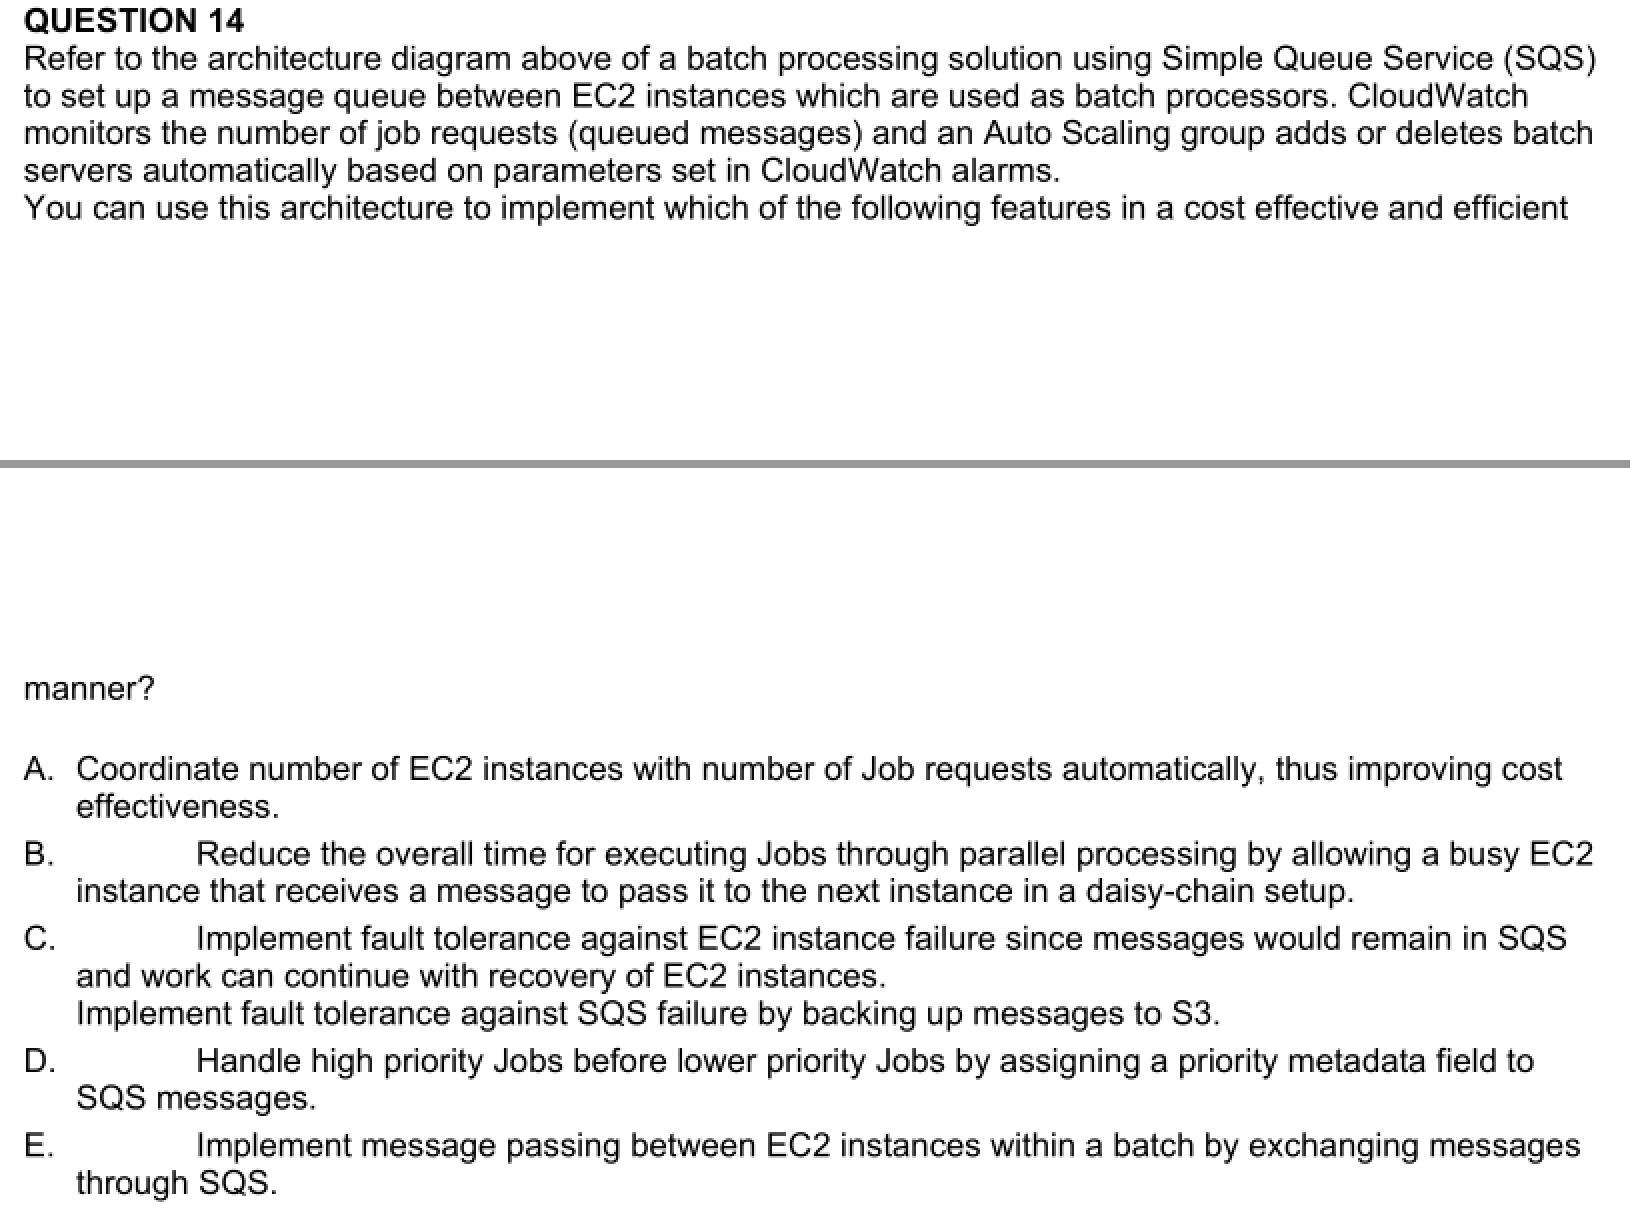 QUESTION 14
Refer to the architecture diagram above of a batch processing solution using Simple Queue Service (SQS)
to set up a message queue between EC2 instances which are used as batch processors. CloudWatch
monitors the number of job requests (queued messages) and an Auto Scaling group adds or deletes batch
servers automatically based on parameters set in CloudWatch alarms.
You can use this architecture to implement which of the following features in a cost effective and efficient
manner?
A. Coordinate number of EC2 instances with number of Job requests automatically, thus improving cost
effectiveness.
B. Reduce the overall time for executing Jobs through parallel processing by allowing a busy EC2
instance that receives a message to pass it to the next instance in a daisy-chain setup.
C. Implement fault tolerance against EC2 instance failure since messages would remain in SQS
and work can continue with recovery of EC2 instances.
Implement fault tolerance against SQS failure by backing up messages to S3.
D. Handle high priority Jobs before lower priority Jobs by assigning a priority metadata field to
SQS messages.
E. Implement message passing between EC2 instances within a batch by exchanging messages
through SQS.